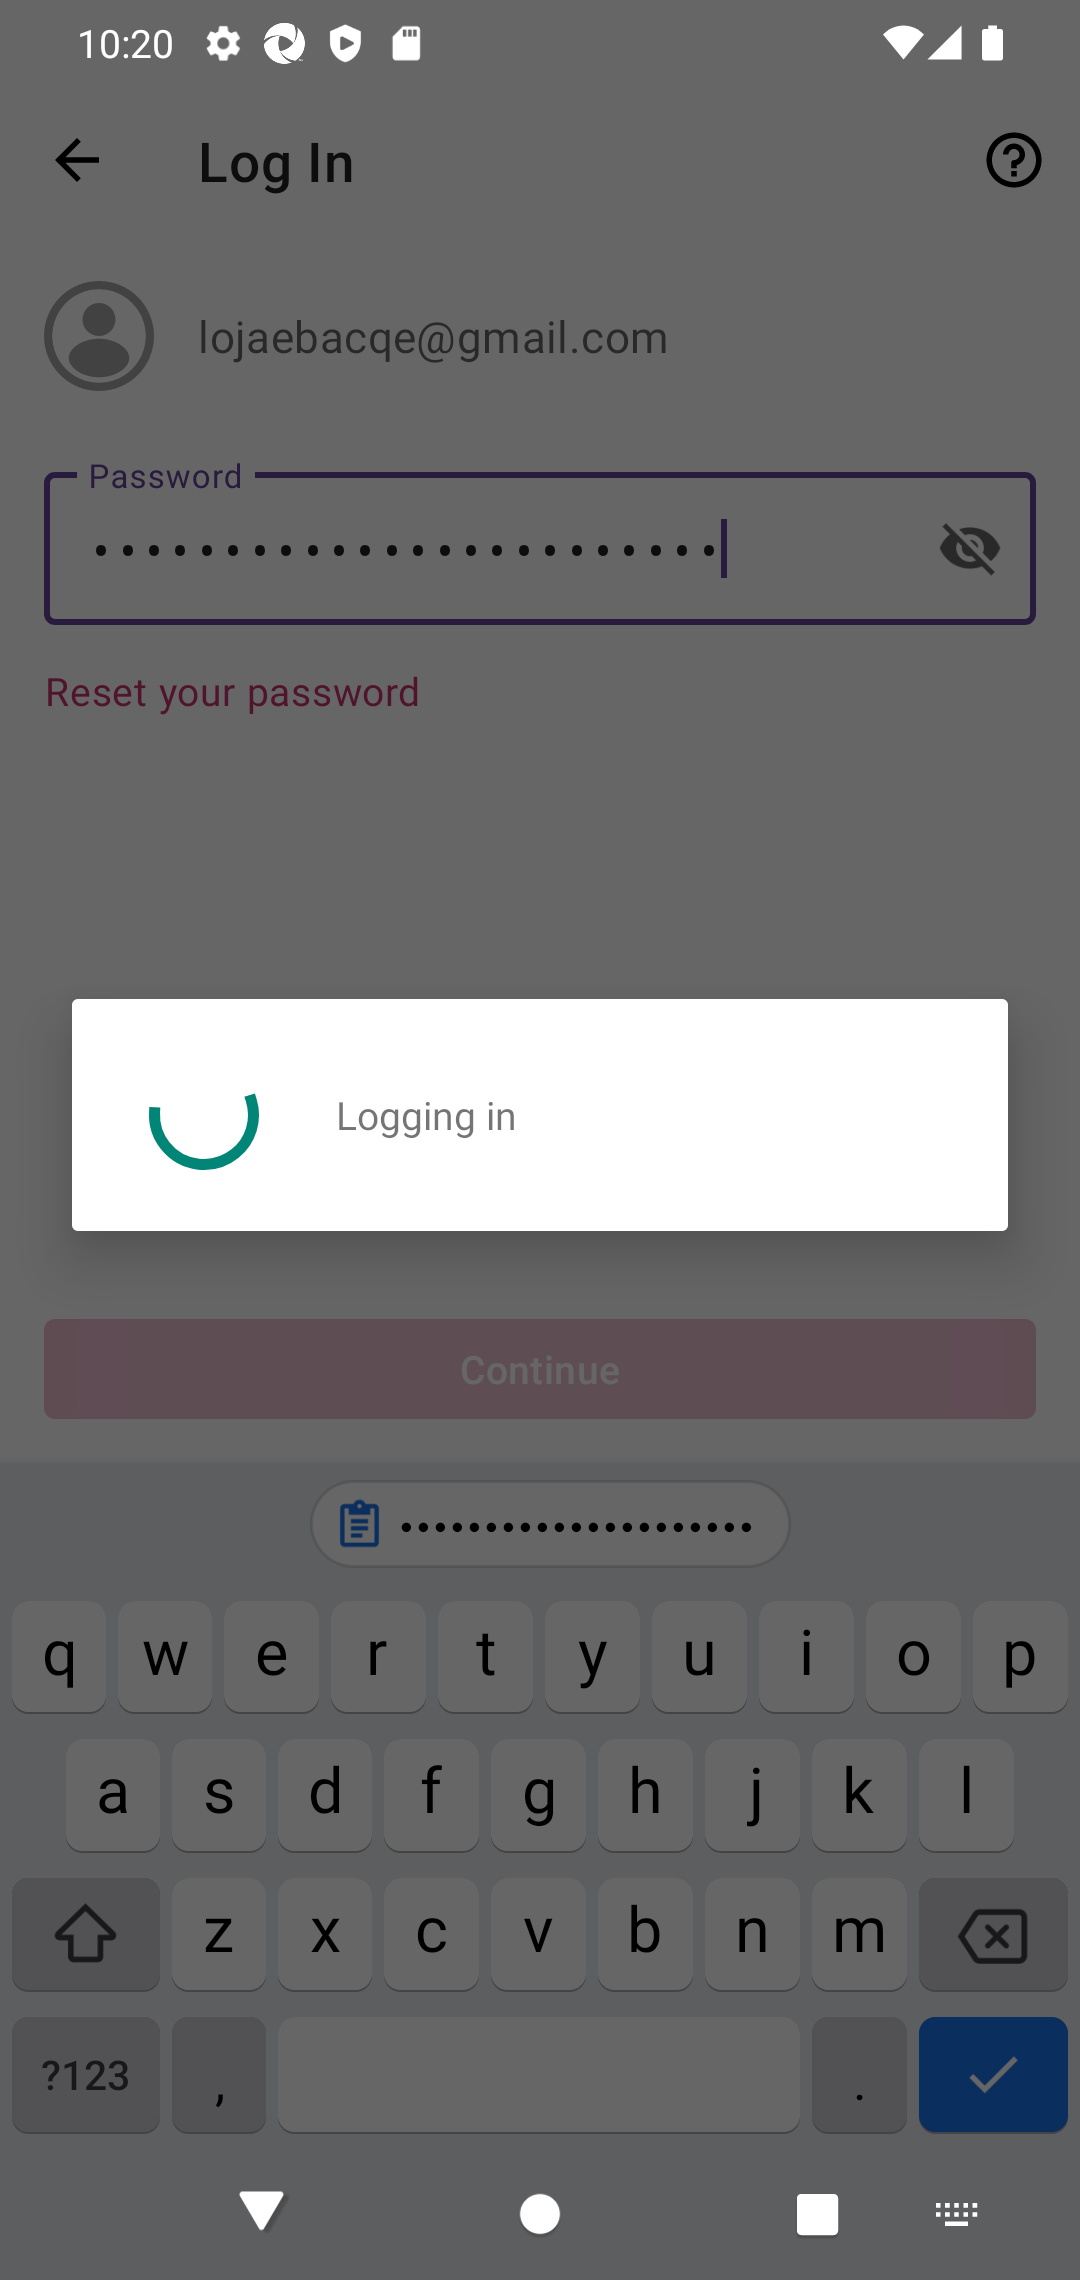 10:20
Log In
lojaebacqe@gmail.com
Password
••••••••••••••••••••••••
Reset your password
Logging in
Continue
•••••••••••••••••••••
q w e r t y u i o p
a s d f g h j k l
z x c v b n m
?123 , .